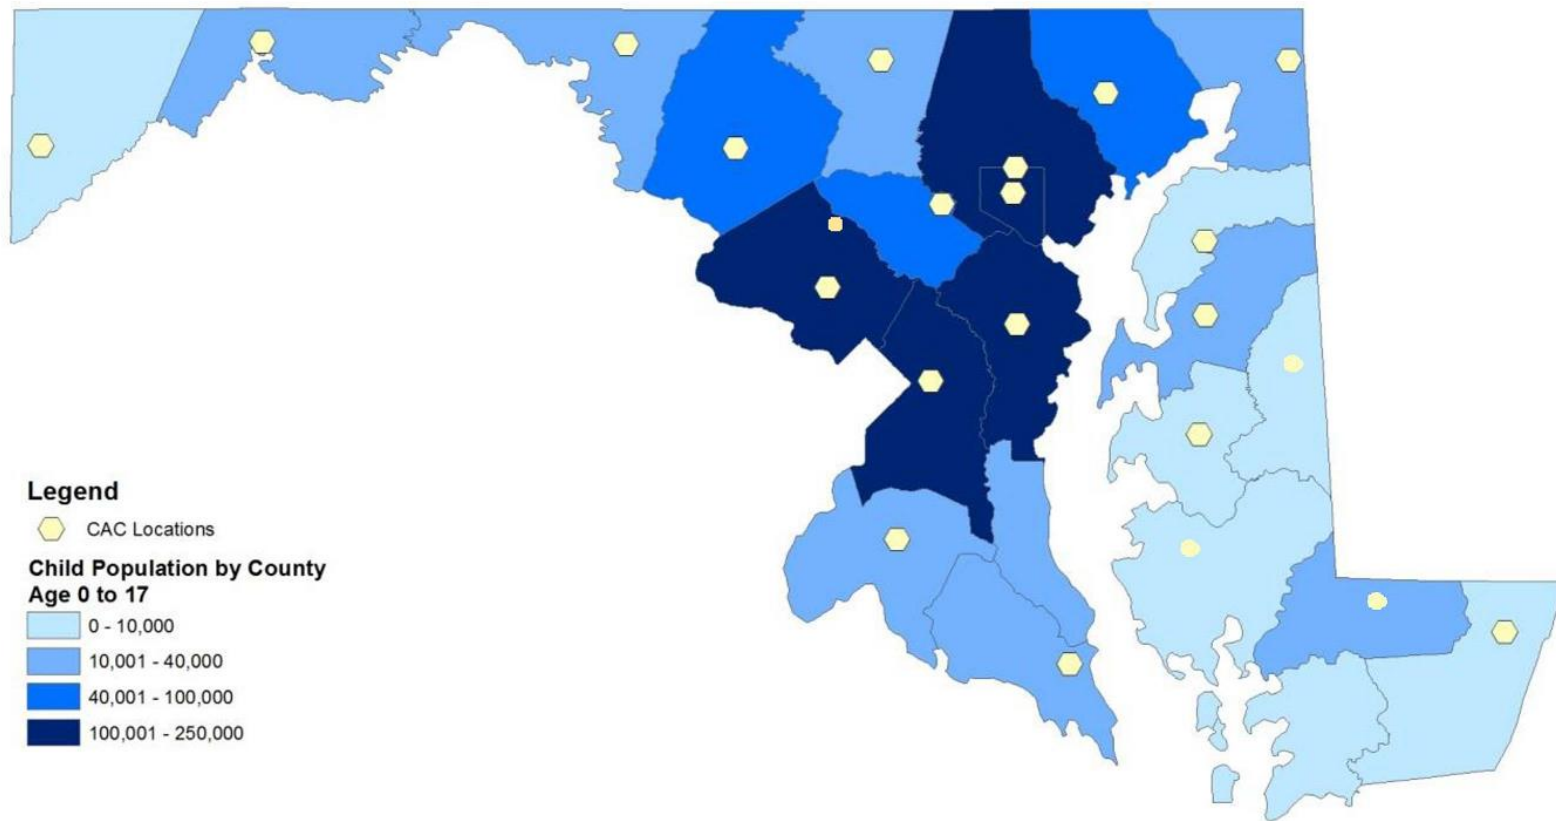 Legend
CAC Locations
Child Population by County
Age 0 to 17
0 - 10,000
10,001 - 40,000
40,001 - 100,000
100,001 - 250,000